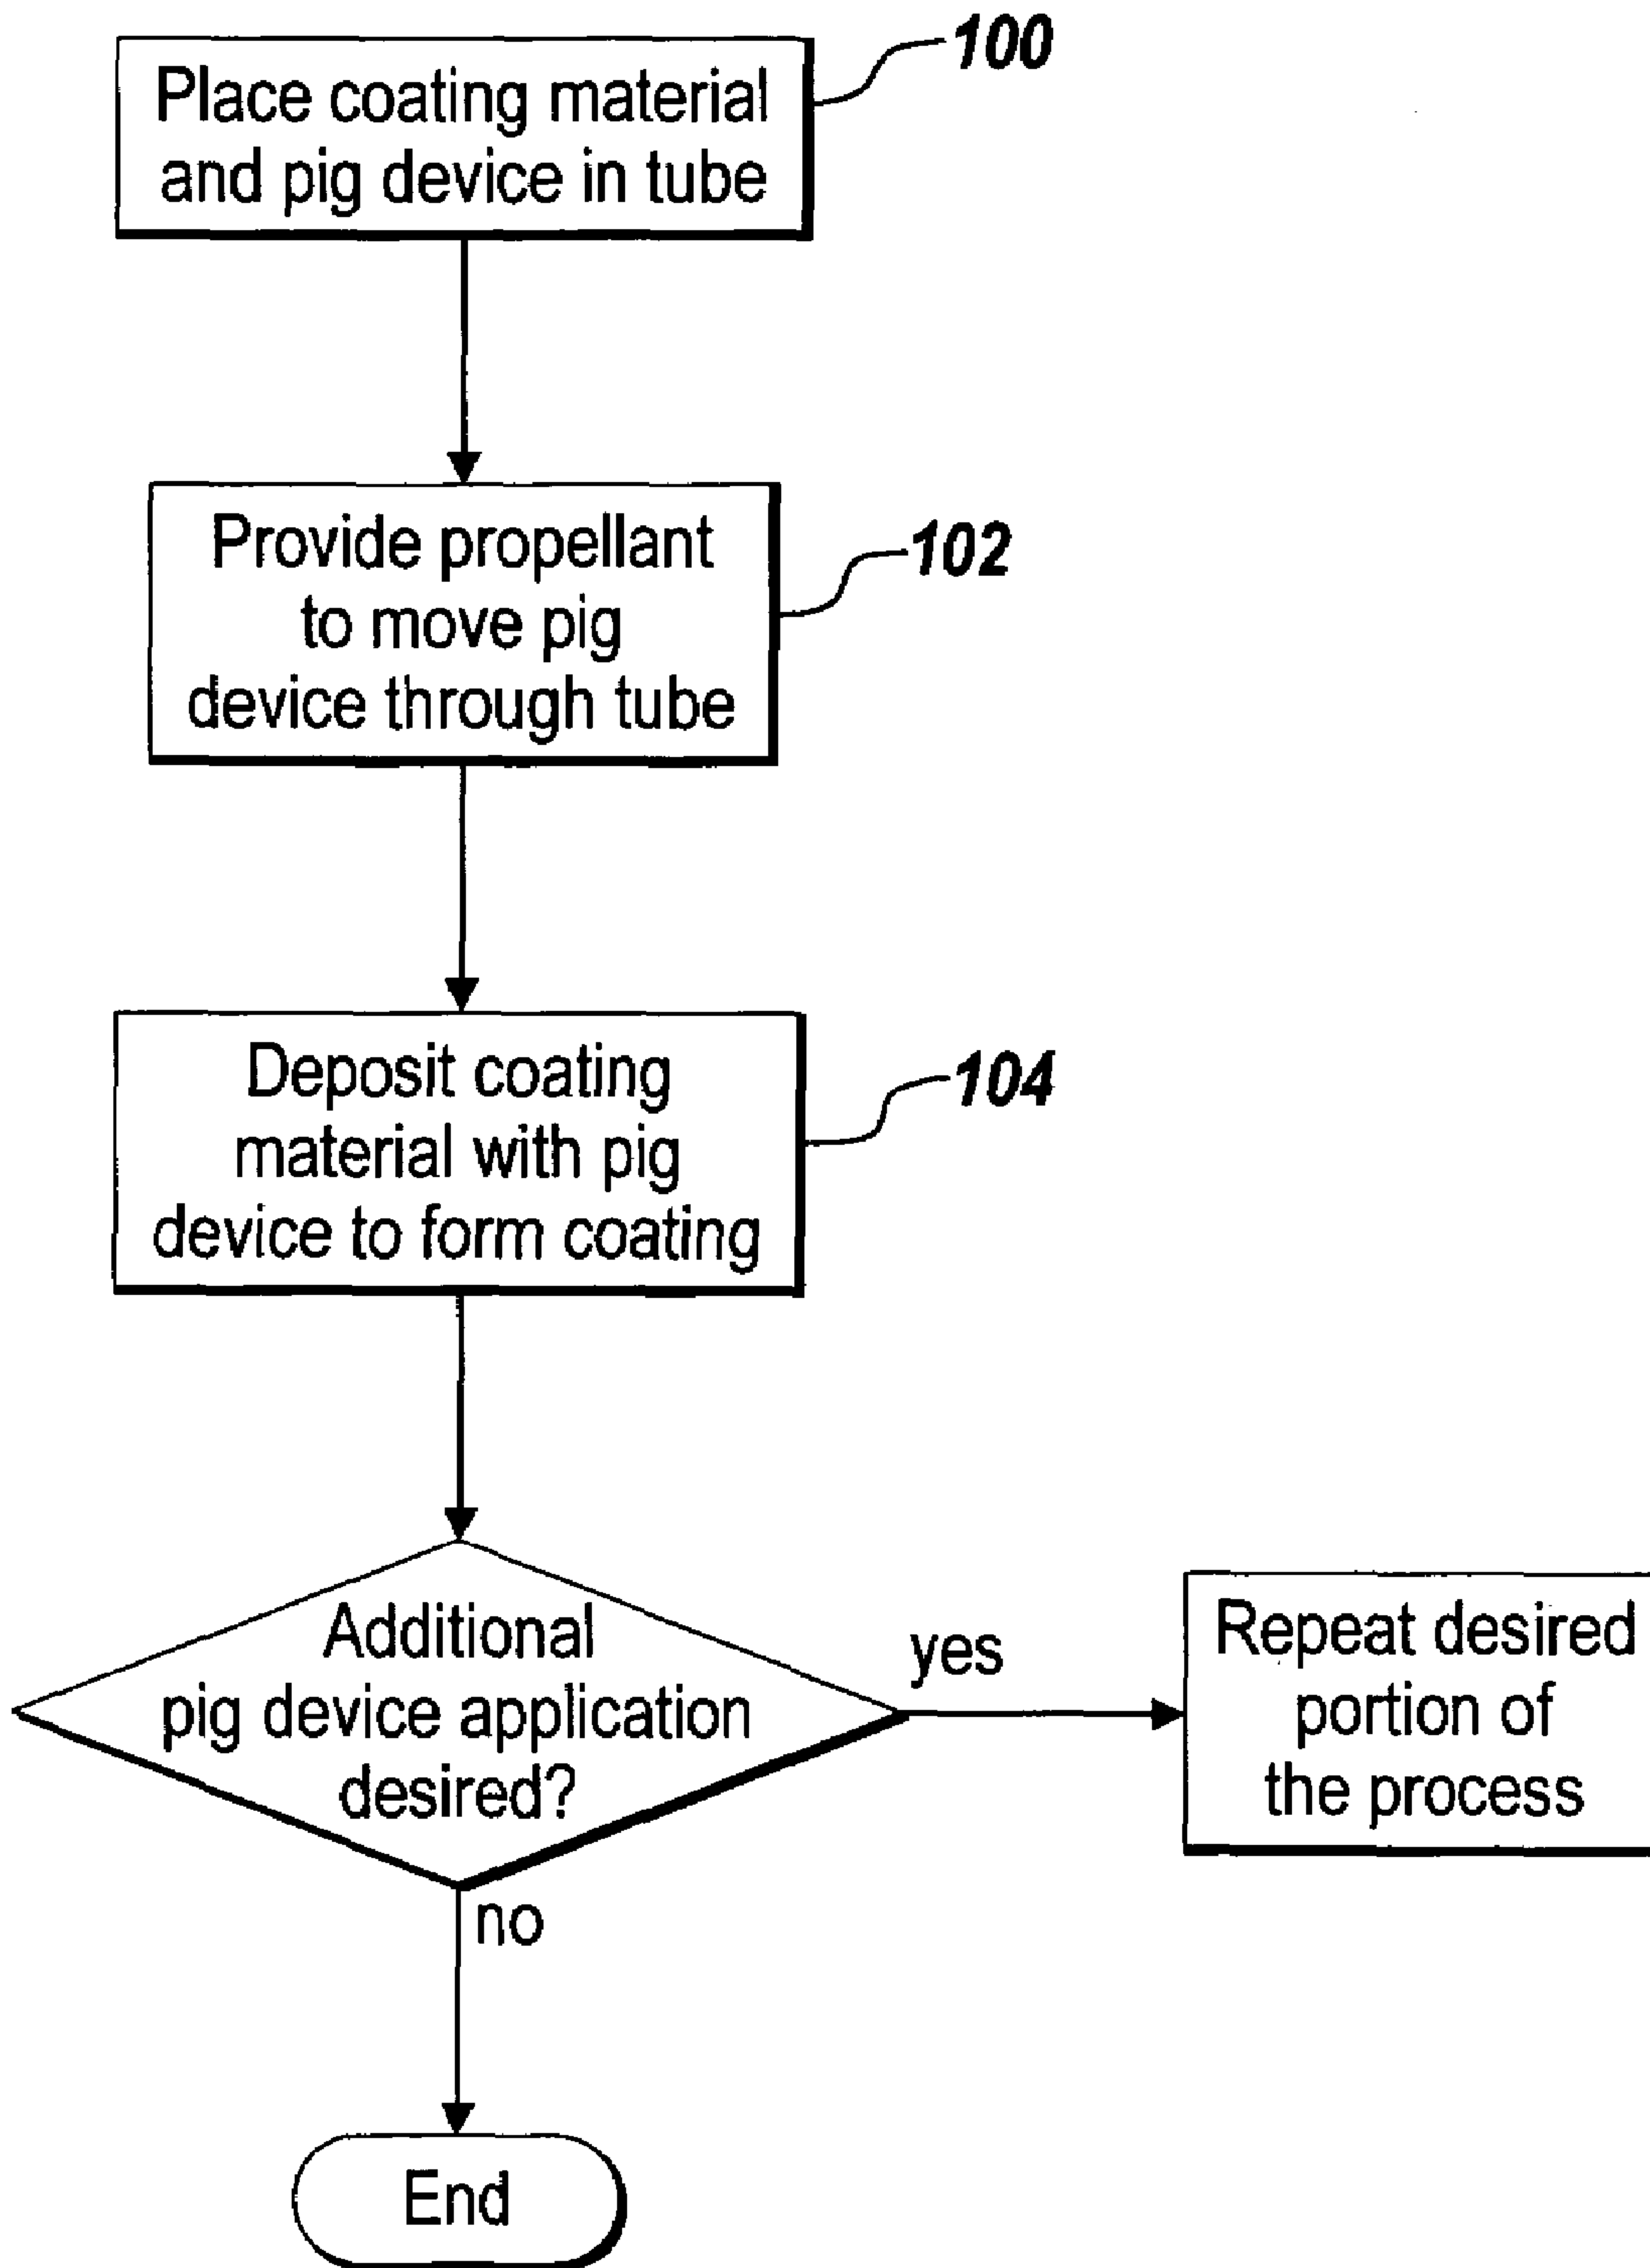 100
Place coating material
and pig device in tube
102
Provide propellant
to move pig
device through tube
104
Deposit coating
material with pig
device to form coating
Additional
pig device application
desired?
yes
Repeat desired
portion of
the process
no
End